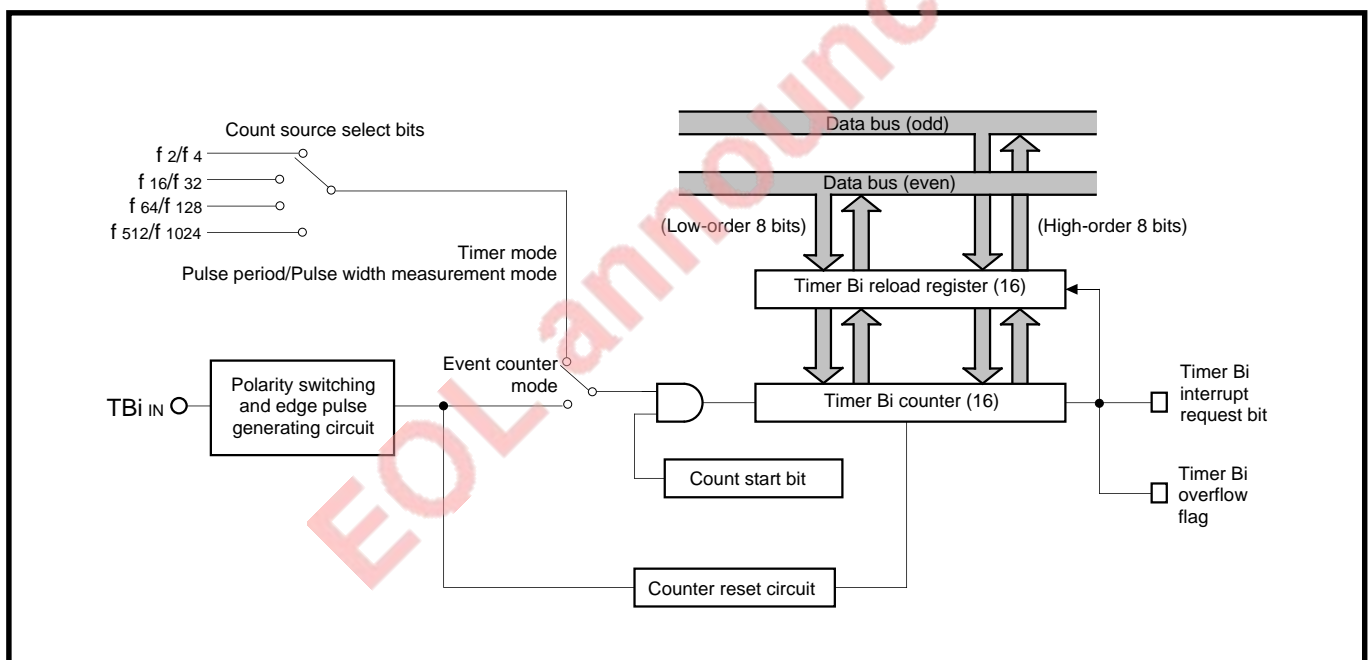 EOL announc
Count source select bits
f 2/f 4
f 16/f 32
f 64/f 128
f 512/f 1024
Timer mode
Pulse period/Pulse width measurement mode
Data bus (odd)
Data bus (even)
(Low-order 8 bits)
(High-order 8 bits)
Timer Bi reload register (16)
Event counter
mode
TBi IN
Polarity switching
and edge pulse
generating circuit
Timer Bi counter (16)
Count start bit
Timer Bi
interrupt
request bit
Timer Bi
overflow
flag
Counter reset circuit